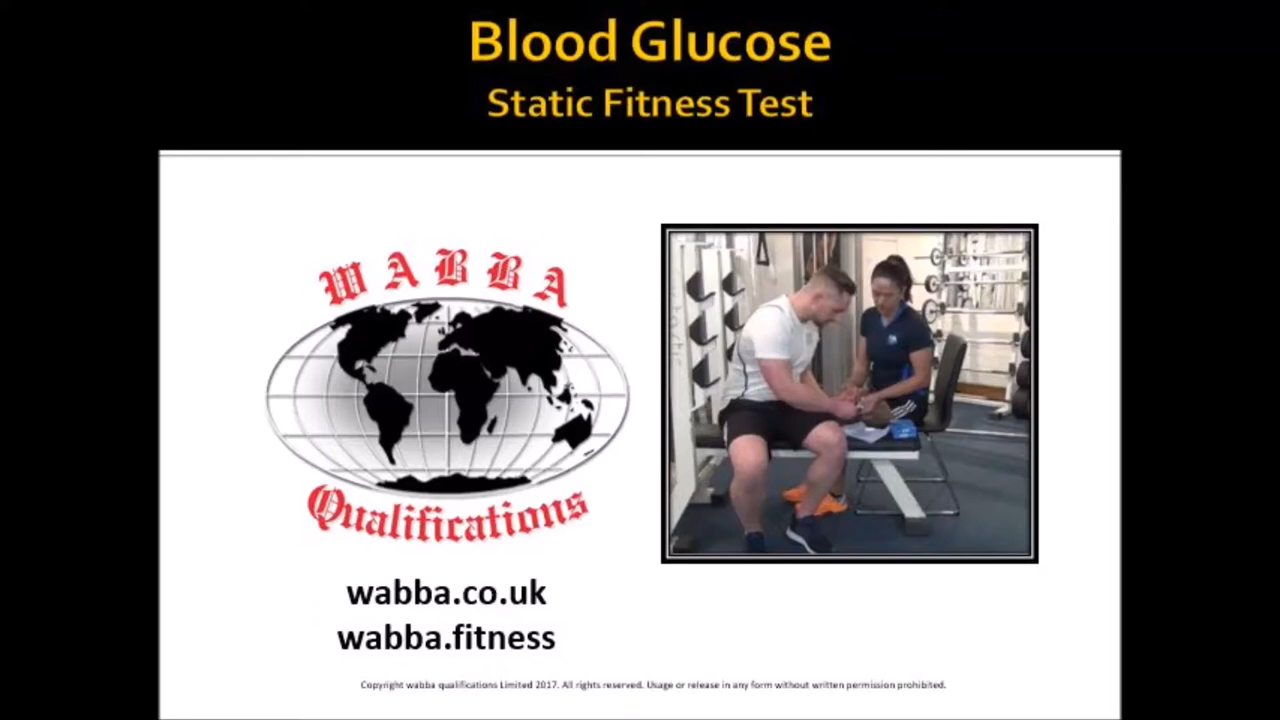 Blood Glucose
Static Fitness Test
WABBA
Qualifications
wabba.co.uk
wabba.fitness
Copyright wabba qualifications Limited 2017. All rights reserved. Usage or release in any form without written permission prohibited.